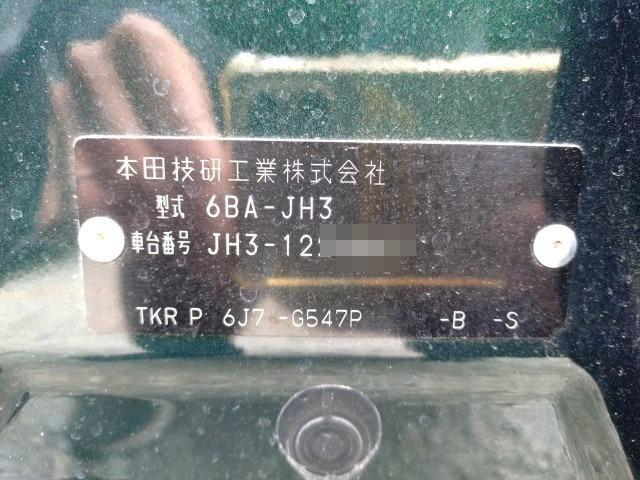 本田技研工業株式会社
型式 6BA-JH3
車台番号 JH3-122
TKR P 6J7 -G547P -B -S